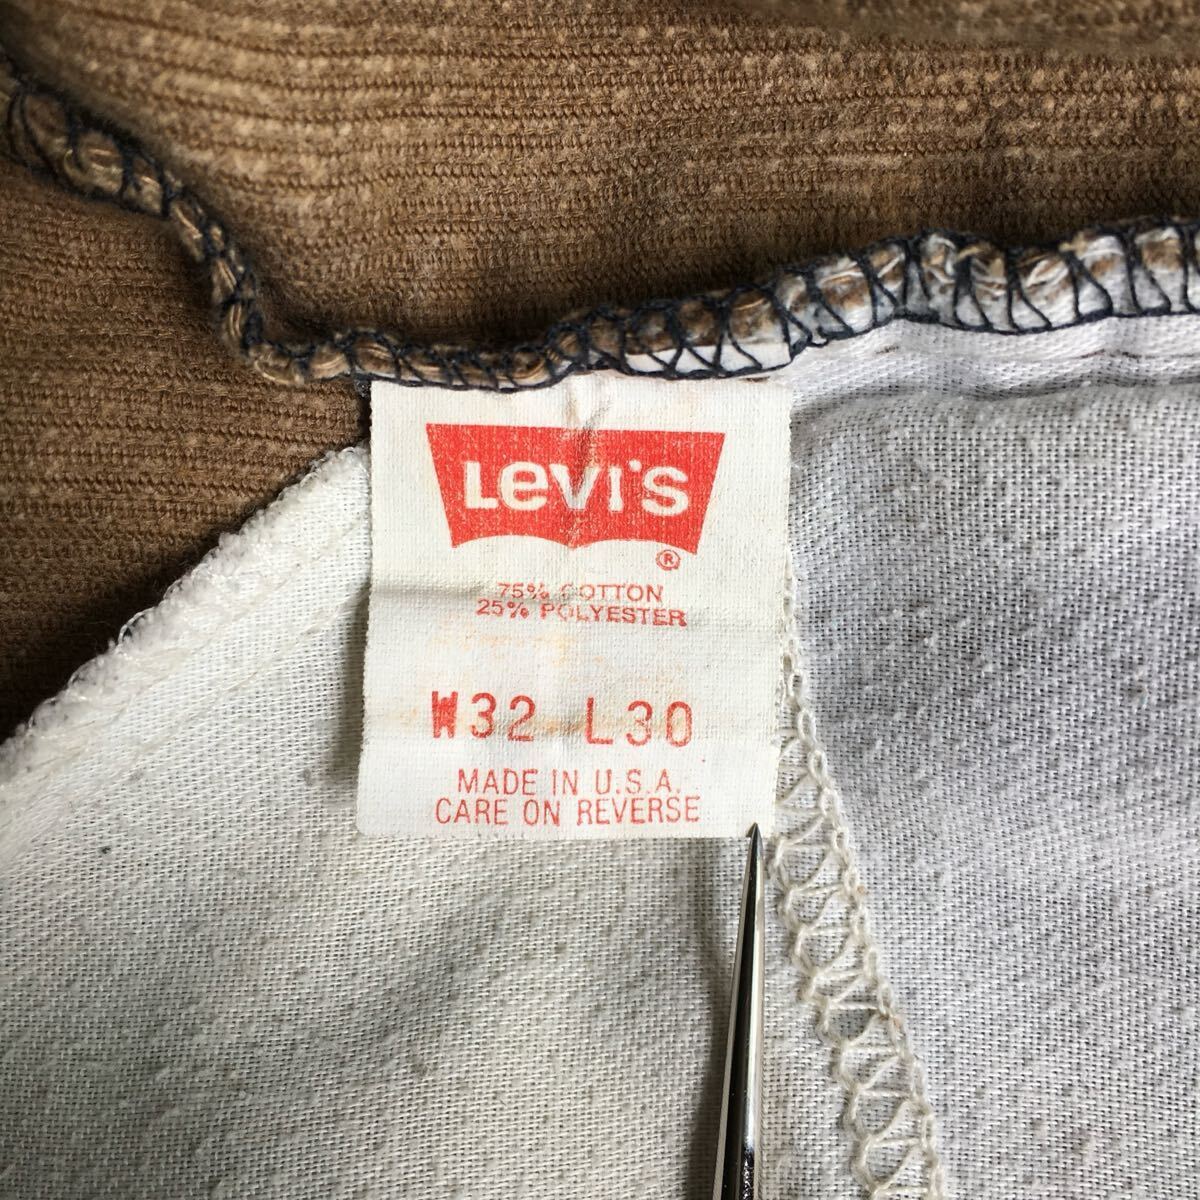 Levi's
®
75% COTTON
25% POLYESTER
W32 L30
MADE IN U.S.A.
CARE ON REVERSE